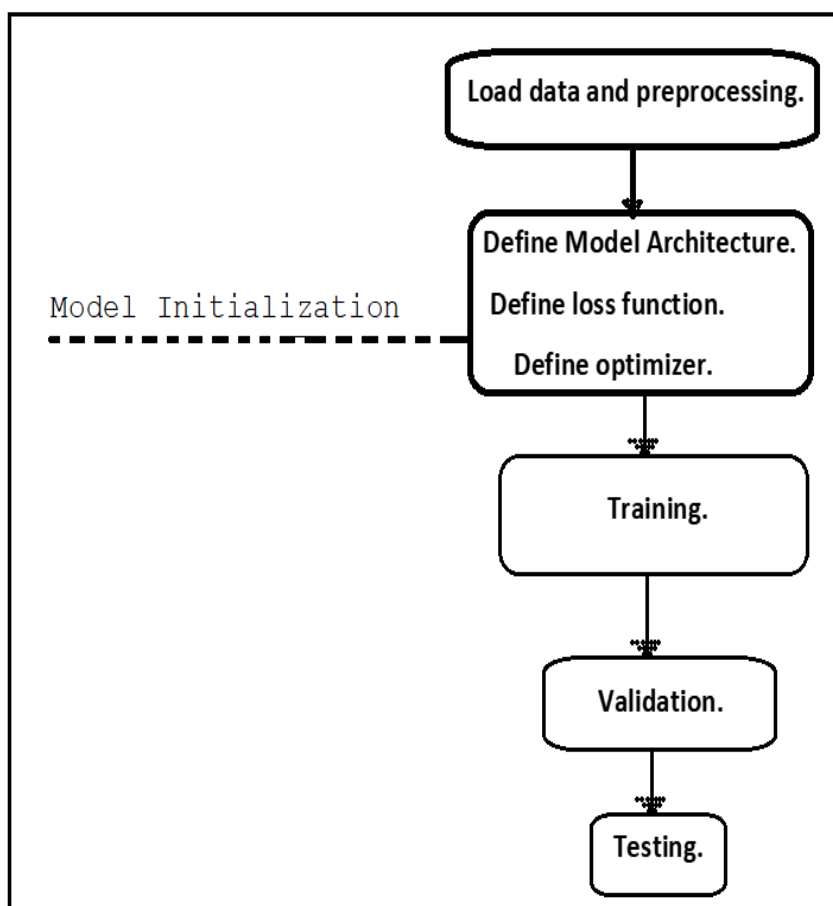 Load data and preprocessing.
Define Model Architecture.
Model Initialization
Define loss function.
Define optimizer.
Training.
Validation.
Testing.